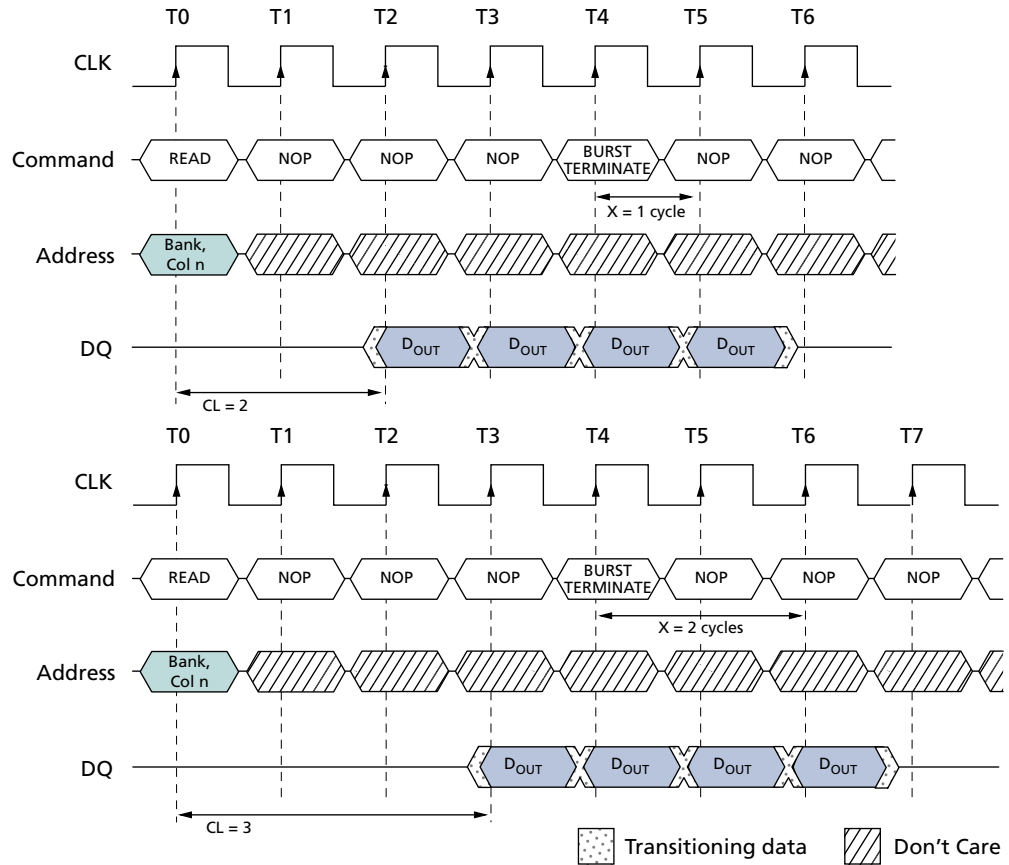 T0 T1 T2 T3 T4 T5 T6
CLK
Command READ NOP NOP NOP BURST TERMINATE NOP NOP
X = 1 cycle
Address Bank, Col n
DQ DOUT DOUT DOUT DOUT
CL = 2
T0 T1 T2 T3 T4 T5 T6 T7
CLK
Command READ NOP NOP NOP BURST TERMINATE NOP NOP NOP
X = 2 cycles
Address Bank, Col n
DQ DOUT DOUT DOUT DOUT
CL = 3
Transitioning data Don't Care